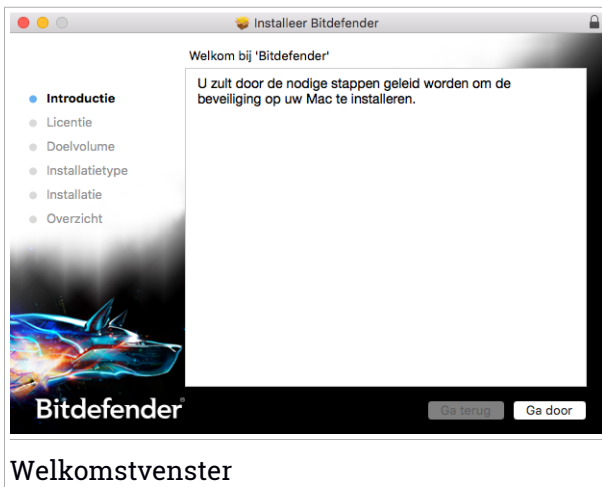 Installeer Bitdefender
Welkom bij 'Bitdefender'
Introductie
Licentie
Doelvolume
Installatietype
Installatie
Overzicht
U zult door de nodige stappen geleid worden om de
beveiliging op uw Mac te installeren.
Bitdefender
Ga terug
Ga door
Welkomstvenster